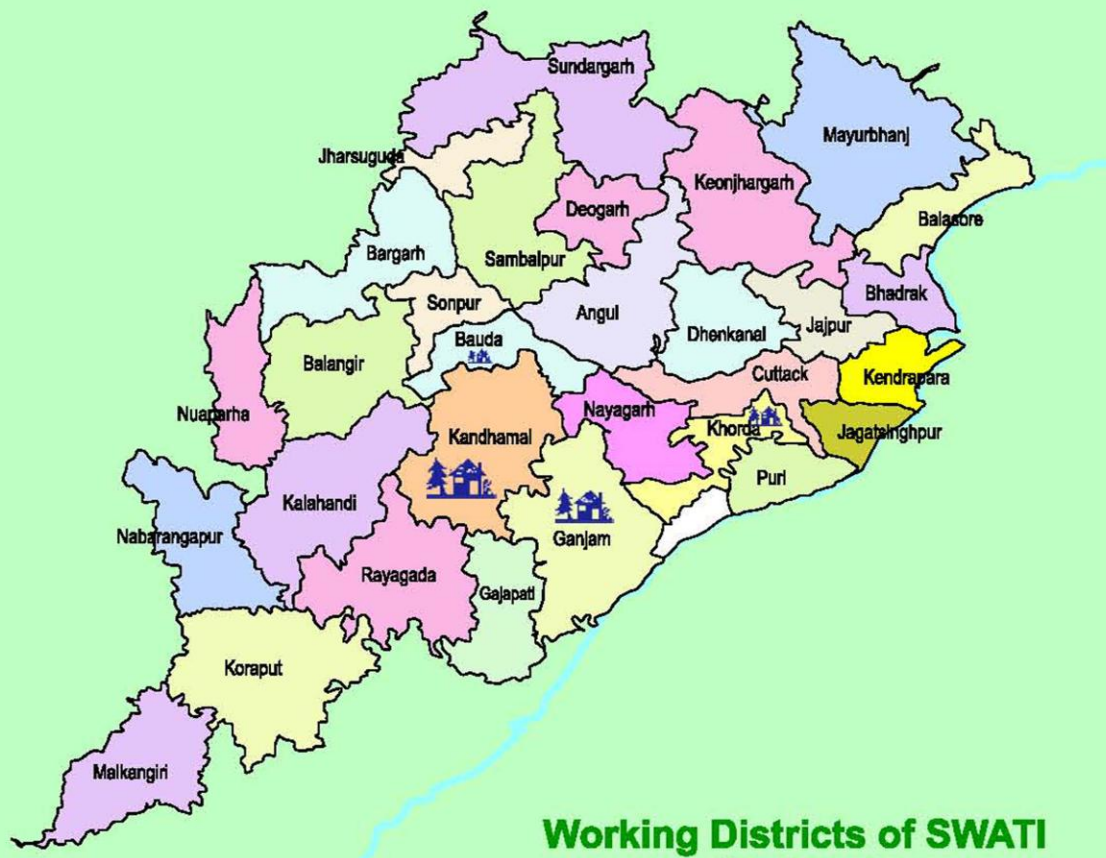 Sundargarh
Mayurbhanj
Jharsuguda
Keonjhargarh
Deogarh
Balasore
Bargarh
Sambalpur
Bhadrak
Sonpur
Angul
Dhenkanal
Jajpur
Bauda
Balangir
Cuttack
Kendrapara
Nuaparha
Nayagarh
Khorda
Jagatsinghpur
Kandhamal
Puri
Kalahandi
Nabarangapur
Ganjam
Rayagada
Gajapati
Koraput
Malkangiri
Working Districts of SWATI